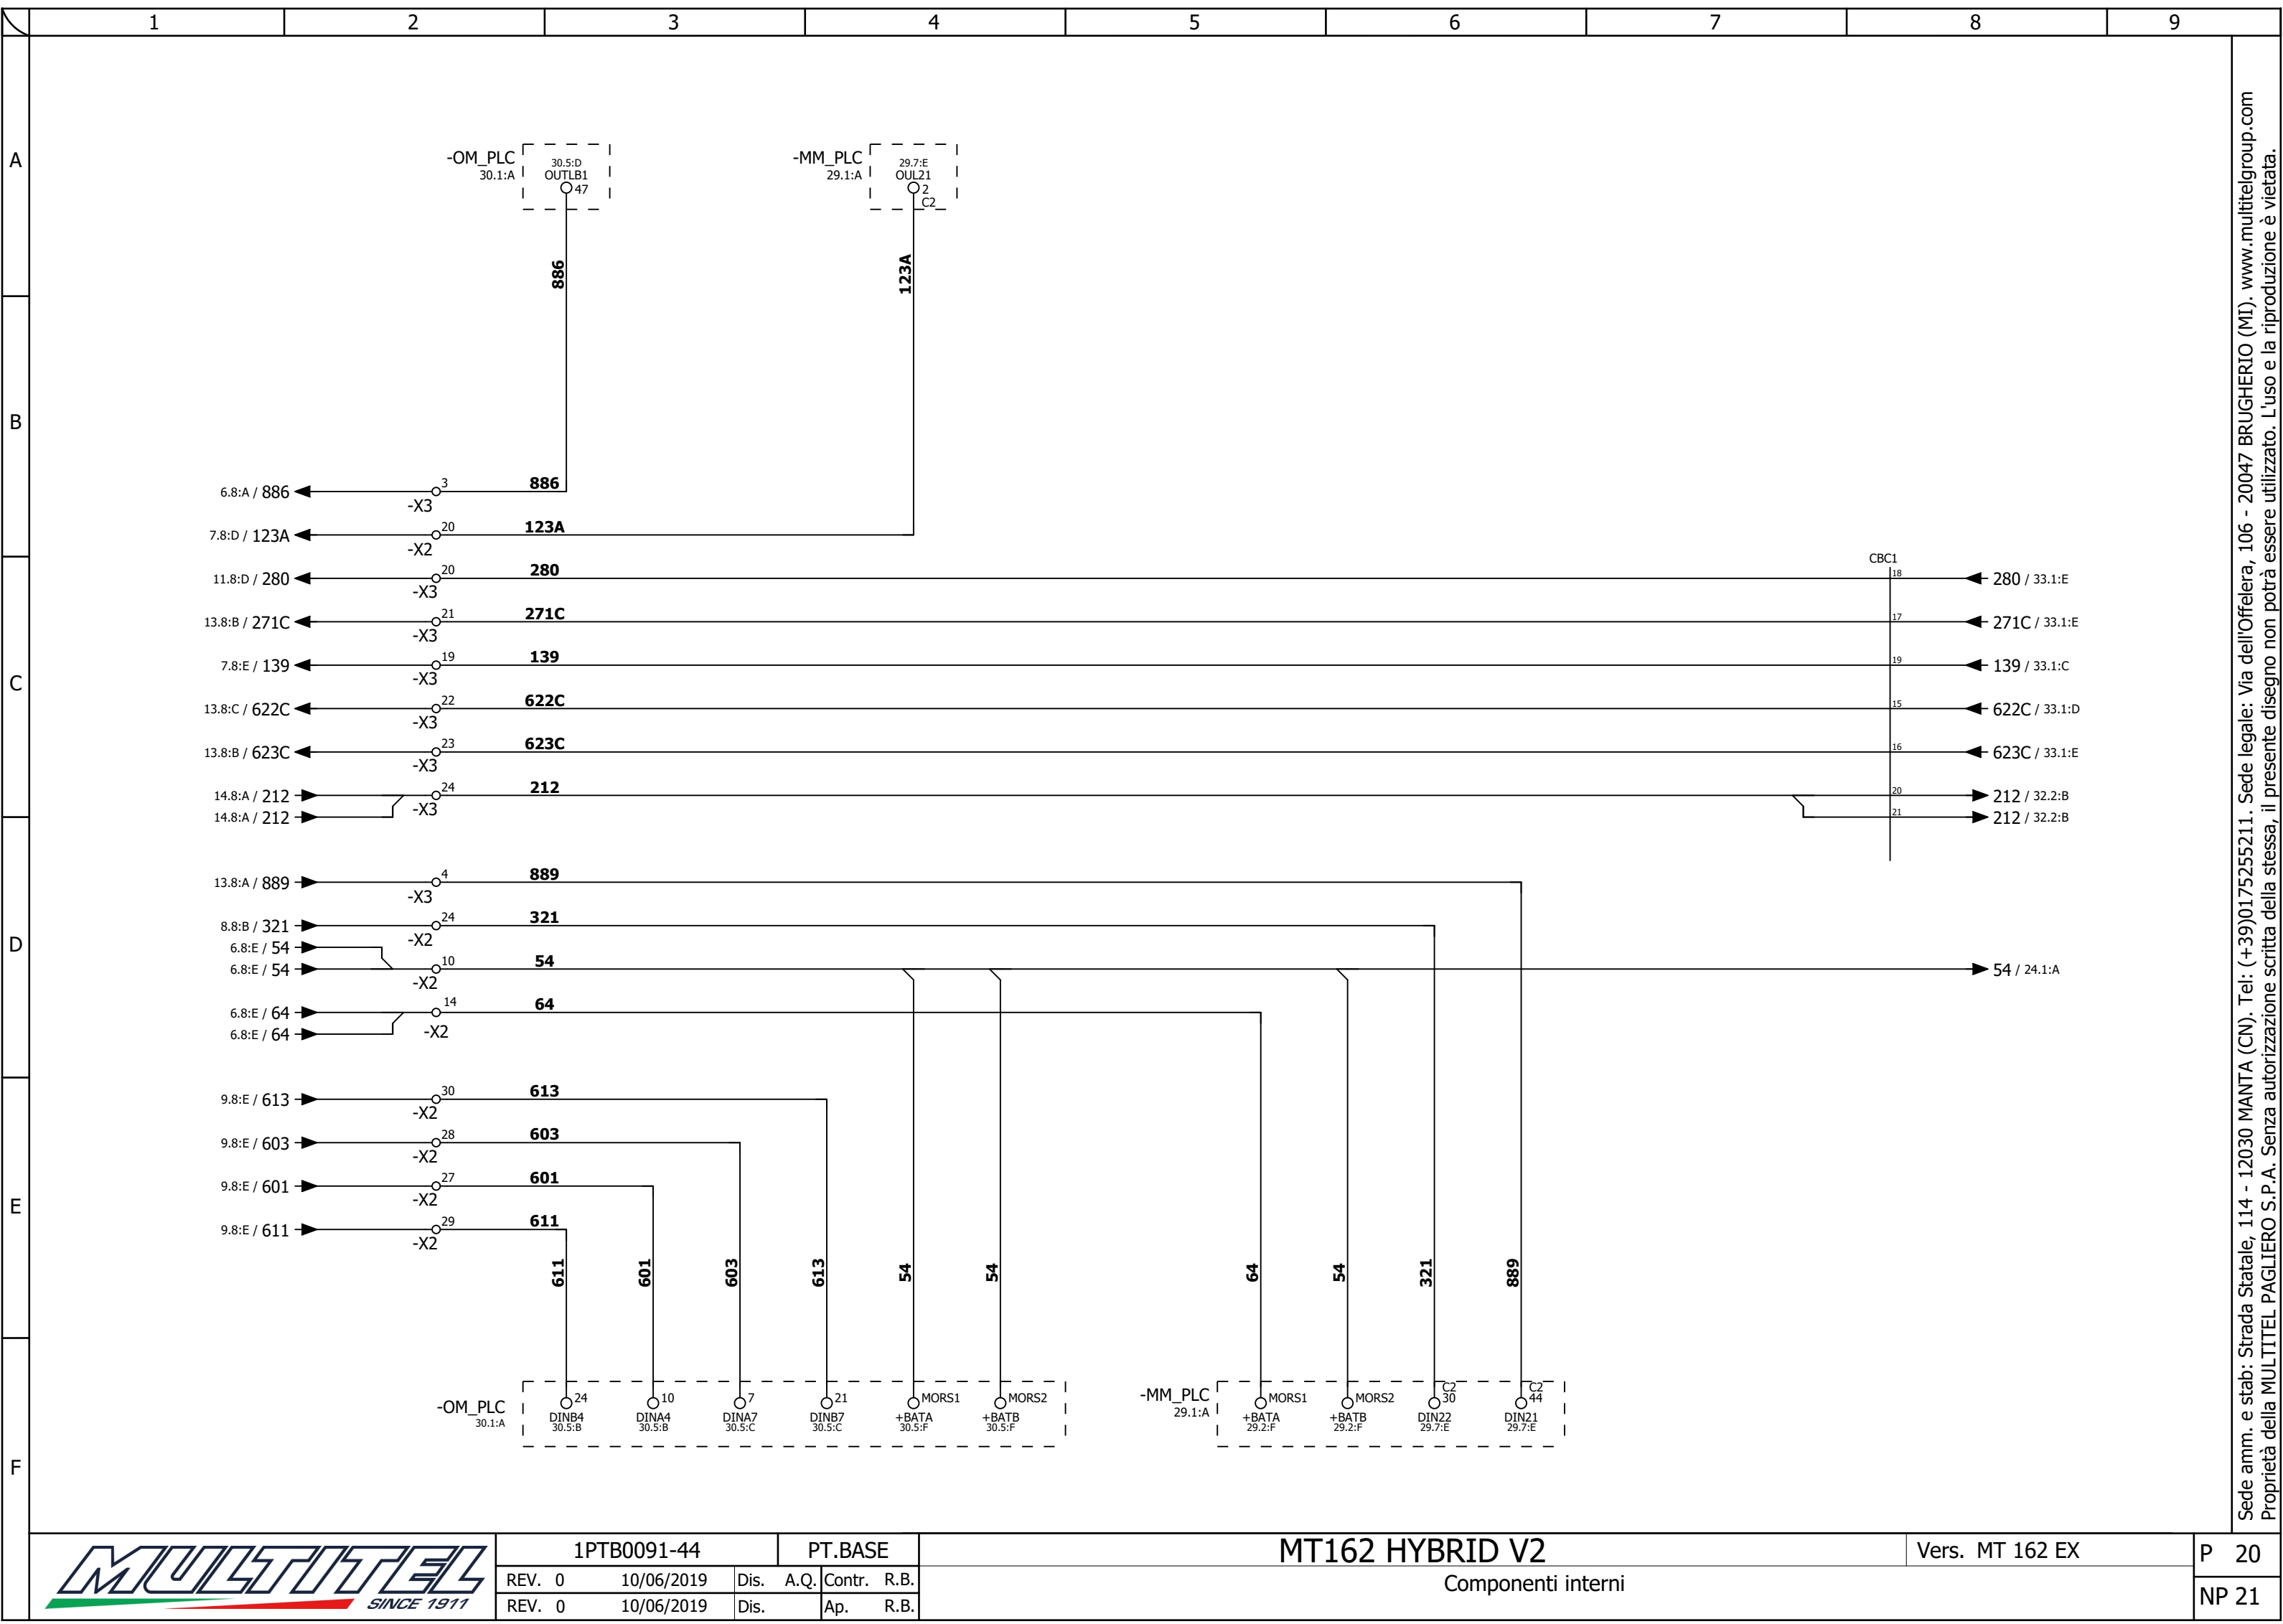 1 2 3 4 5 6 7 8 9
A
-OM_PLC
30.1:A
30.5:D
OUTLB1
47
-MM_PLC
29.1:A
29.7:E
OUL21
2
C2
886
123A
B
6.8:A / 886 3 886
-X3
7.8:D / 123A 20 123A
-X2
CBC1
11.8:D / 280 20 280 18 280 / 33.1:E
-X3
13.8:B / 271C 21 271C 17 271C / 33.1:E
-X3
C
7.8:E / 139 19 139 19 139 / 33.1:C
-X3
13.8:C / 622C 22 622C 15 622C / 33.1:D
-X3
13.8:B / 623C 23 623C 16 623C / 33.1:E
-X3
14.8:A / 212 24 212 20 212 / 32.2:B
-X3
14.8:A / 212 21 212 / 32.2:B
13.8:A / 889 4 889
-X3
8.8:B / 321 24 321
-X2
D
6.8:E / 54
6.8:E / 54 10 54 54 / 24.1:A
-X2
6.8:E / 64 14 64
-X2
6.8:E / 64
9.8:E / 613 30 613
-X2
9.8:E / 603 28 603
-X2
9.8:E / 601 27 601
-X2
E
9.8:E / 611 29 611
-X2
611 601 603 613 54 54 64 54 321 889
-OM_PLC
30.1:A
24 10 7 21 MORS1 MORS2
DINB4 DINA4 DINA7 DINB7 +BATA +BATB
30.5:B 30.5:B 30.5:C 30.5:C 30.5:F 30.5:F
-MM_PLC
29.1:A
MORS1 MORS2 C2 30 C2 44
+BATA +BATB DIN22 DIN21
29.2:F 29.2:F 29.7:E 29.7:E
F
MULTITEL
SINCE 1911
1PTB0091-44 PT.BASE
REV. 0 10/06/2019 Dis. A.Q. Contr. R.B.
REV. 0 10/06/2019 Dis. Ap. R.B.
MT162 HYBRID V2
Componenti interni
Vers. MT 162 EX
P 20
NP 21
Sede amm. e stab: Strada Statale, 114 - 12030 MANTA (CN). Tel: (+39)0175255211. Sede legale: Via dell'Offelera, 106 - 20047 BRUGHERIO (MI). www.multitelgroup.com
Proprietà della MULTITEL PAGLIERO S.P.A. Senza autorizzazione scritta della stessa, il presente disegno non potrà essere utilizzato. L'uso e la riproduzione è vietata.